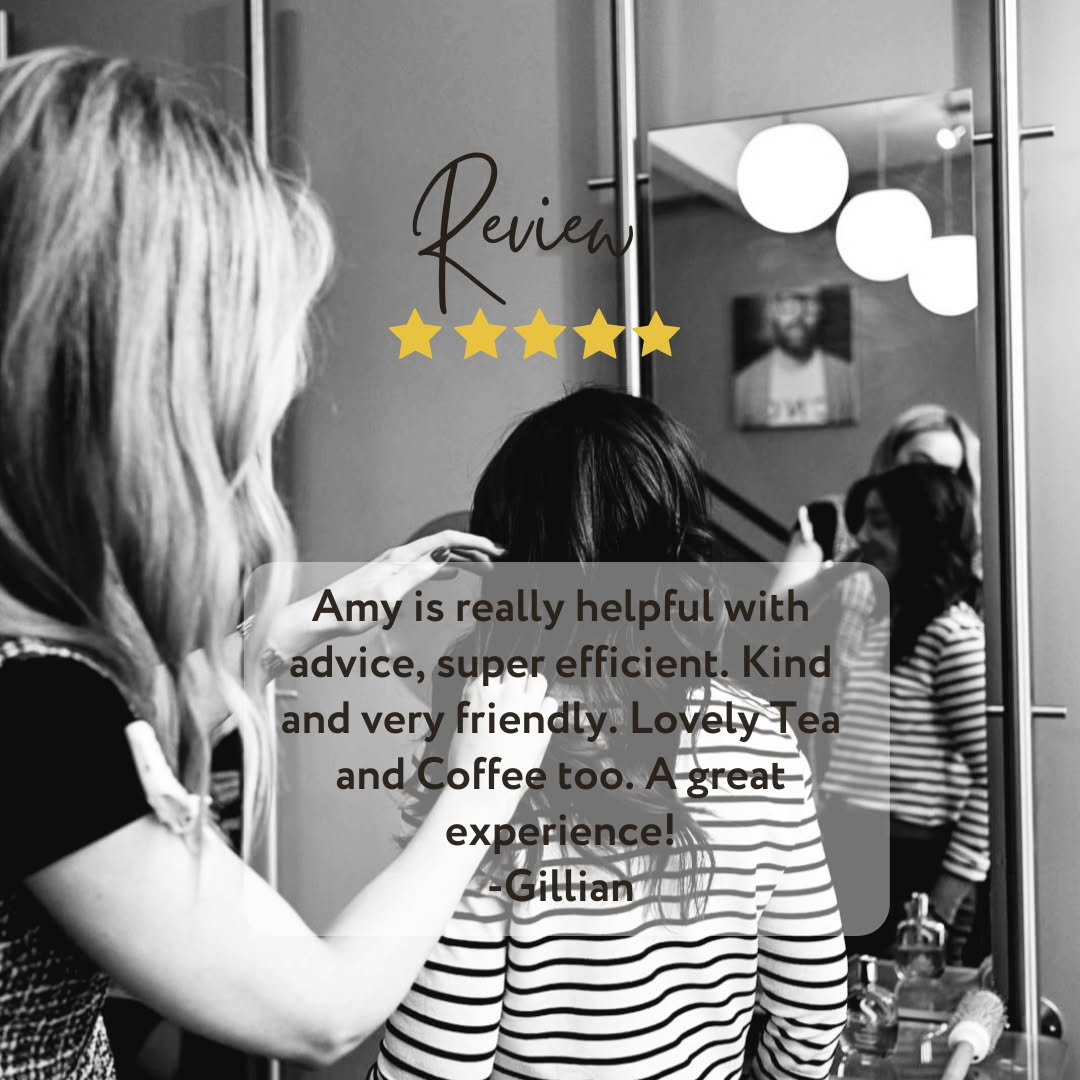 Review
Amy is really helpful with
advice, super efficient. Kind
and very friendly. Lovely Tea
and Coffee too. A great
experience!
-Gillian